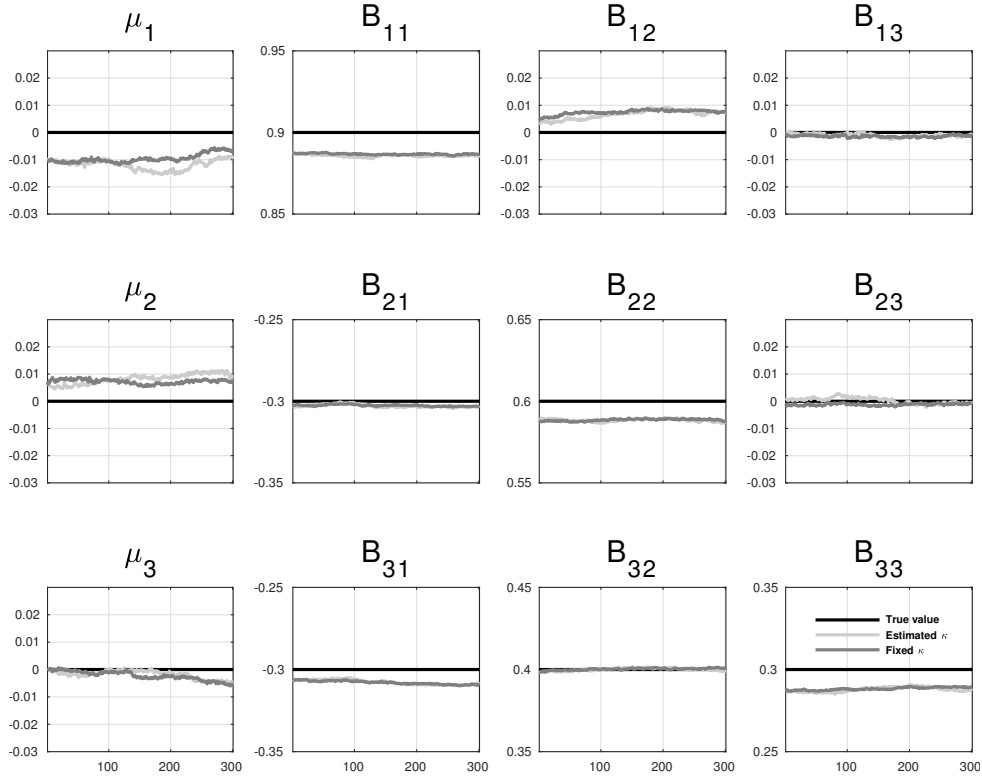 μ1 B11 B12 B13
0.95
0.02 0.02 0.02
0.01 0.01 0.01
0 0.9 0 0
-0.01 -0.01 -0.01
-0.02 -0.02 -0.02
-0.03 0.85 -0.03 -0.03
μ2 B21 B22 B23
-0.25 0.65
0.02 0.02
0.01 0.01
0 -0.3 0.6 0
-0.01 -0.01
-0.02 -0.02
-0.03 -0.35 0.55 -0.03
μ3 B31 B32 B33
-0.25 0.45 0.35
0.02
True value
0.01
Estimated κ
Fixed κ
0 -0.3 0.4 0.3
-0.01
-0.02
-0.03 -0.35 0.35 0.25
100 200 300 100 200 300 100 200 300 100 200 300